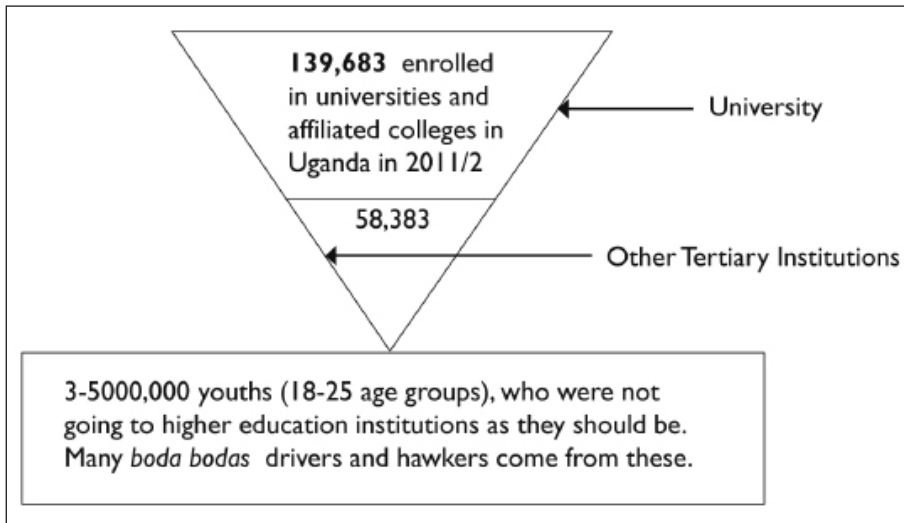 139,683 enrolled
in universities and
affiliated colleges in
Uganda in 2011/2
University
58,383
Other Tertiary Institutions
3-5000,000 youths (18-25 age groups), who were not
going to higher education institutions as they should be.
Many boda bodas drivers and hawkers come from these.